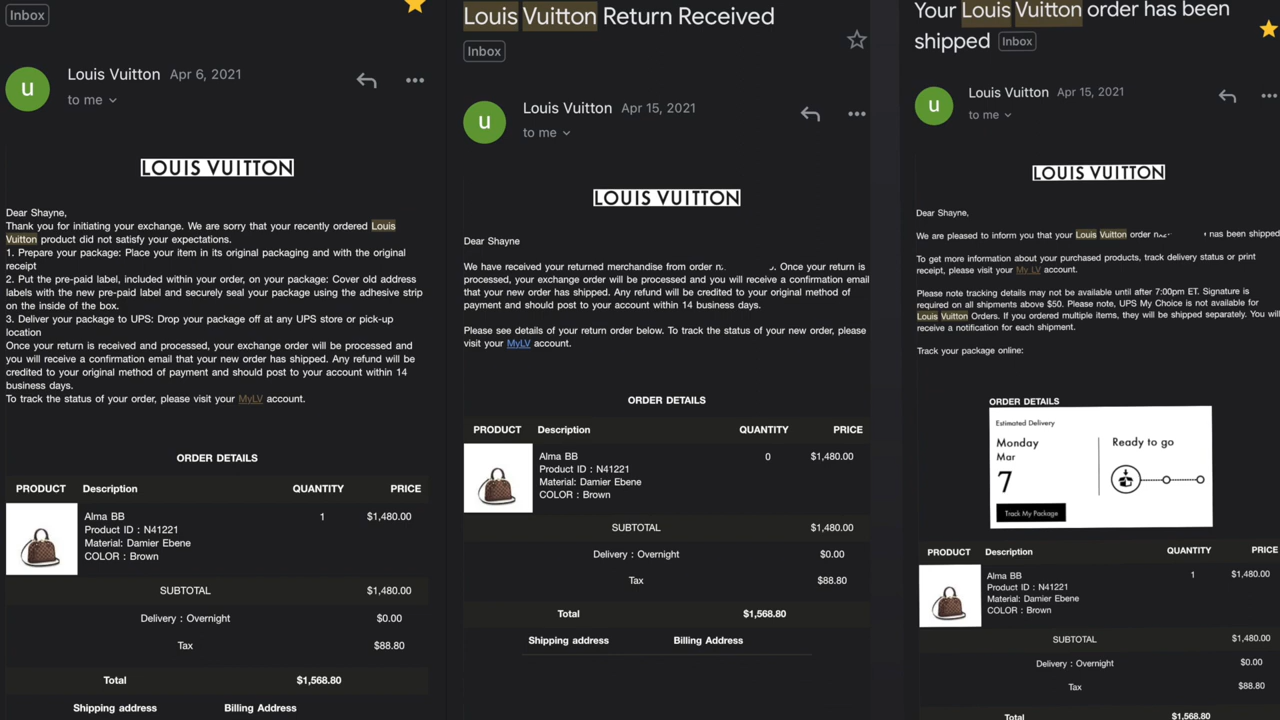 Inbox
u
Louis Vuitton Apr 6, 2021
to me
LOUIS VUITTON
Dear Shayne,
Thank you for initiating your exchange. We are sorry that your recently ordered Louis
Vuitton product did not satisfy your expectations.
1. Prepare your package: Place your item in its original packaging and with the original
receipt
2. Put the pre-paid label, included within your order, on your package: Cover old address
labels with the new pre-paid label and securely seal your package using the adhesive strip
on the inside of the box.
3. Deliver your package to UPS: Drop your package off at any UPS store or pick-up
location
Once your return is received and processed, your exchange order will be processed and
you will receive a confirmation email that your new order has shipped. Any refund will be
credited to your original method of payment and should post to your account within 14
business days.
To track the status of your order, please visit your MyLV account.
ORDER DETAILS
PRODUCT Description QUANTITY PRICE
Alma BB 1 $1,480.00
Product ID : N41221
Material: Damier Ebene
COLOR : Brown
SUBTOTAL $1,480.00
Delivery : Overnight $0.00
Tax $88.80
Total $1,568.80
Shipping address Billing Address
Louis Vuitton Return Received
Inbox
u
Louis Vuitton Apr 15, 2021
to me
LOUIS VUITTON
Dear Shayne
We have received your returned merchandise from order n. . Once your return is
processed, your exchange order will be processed and you will receive a confirmation email
that your new order has shipped. Any refund will be credited to your original method of
payment and should post to your account within 14 business days.
Please see details of your return order below. To track the status of your new order, please
visit your MyLV account.
ORDER DETAILS
PRODUCT Description QUANTITY PRICE
Alma BB 0 $1,480.00
Product ID : N41221
Material: Damier Ebene
COLOR : Brown
SUBTOTAL $1,480.00
Delivery : Overnight $0.00
Tax $88.80
Total $1,568.80
Shipping address Billing Address
Your Louis Vuitton order has been
shipped Inbox
u
Louis Vuitton Apr 15, 2021
to me
LOUIS VUITTON
Dear Shayne,
We are pleased to inform you that your Louis Vuitton order has been shipped
To get more information about your purchased products, track delivery status or print
receipt, please visit your My LV account.
Please note tracking details may not be available until after 7:00pm ET. Signature is
required on all shipments above $50. Please note, UPS My Choice is not available for
Louis Vuitton Orders. If you ordered multiple items, they will be shipped separately. You will
receive a notification for each shipment.
Track your package online:
ORDER DETAILS
Estimated Delivery
Monday
Mar
7
Ready to go
Track My Package
PRODUCT Description QUANTITY PRICE
Alma BB 1 $1,480.00
Product ID : N41221
Material: Damier Ebene
COLOR : Brown
SUBTOTAL $1,480.00
Delivery : Overnight $0.00
Tax $88.80
Total $1,568.80